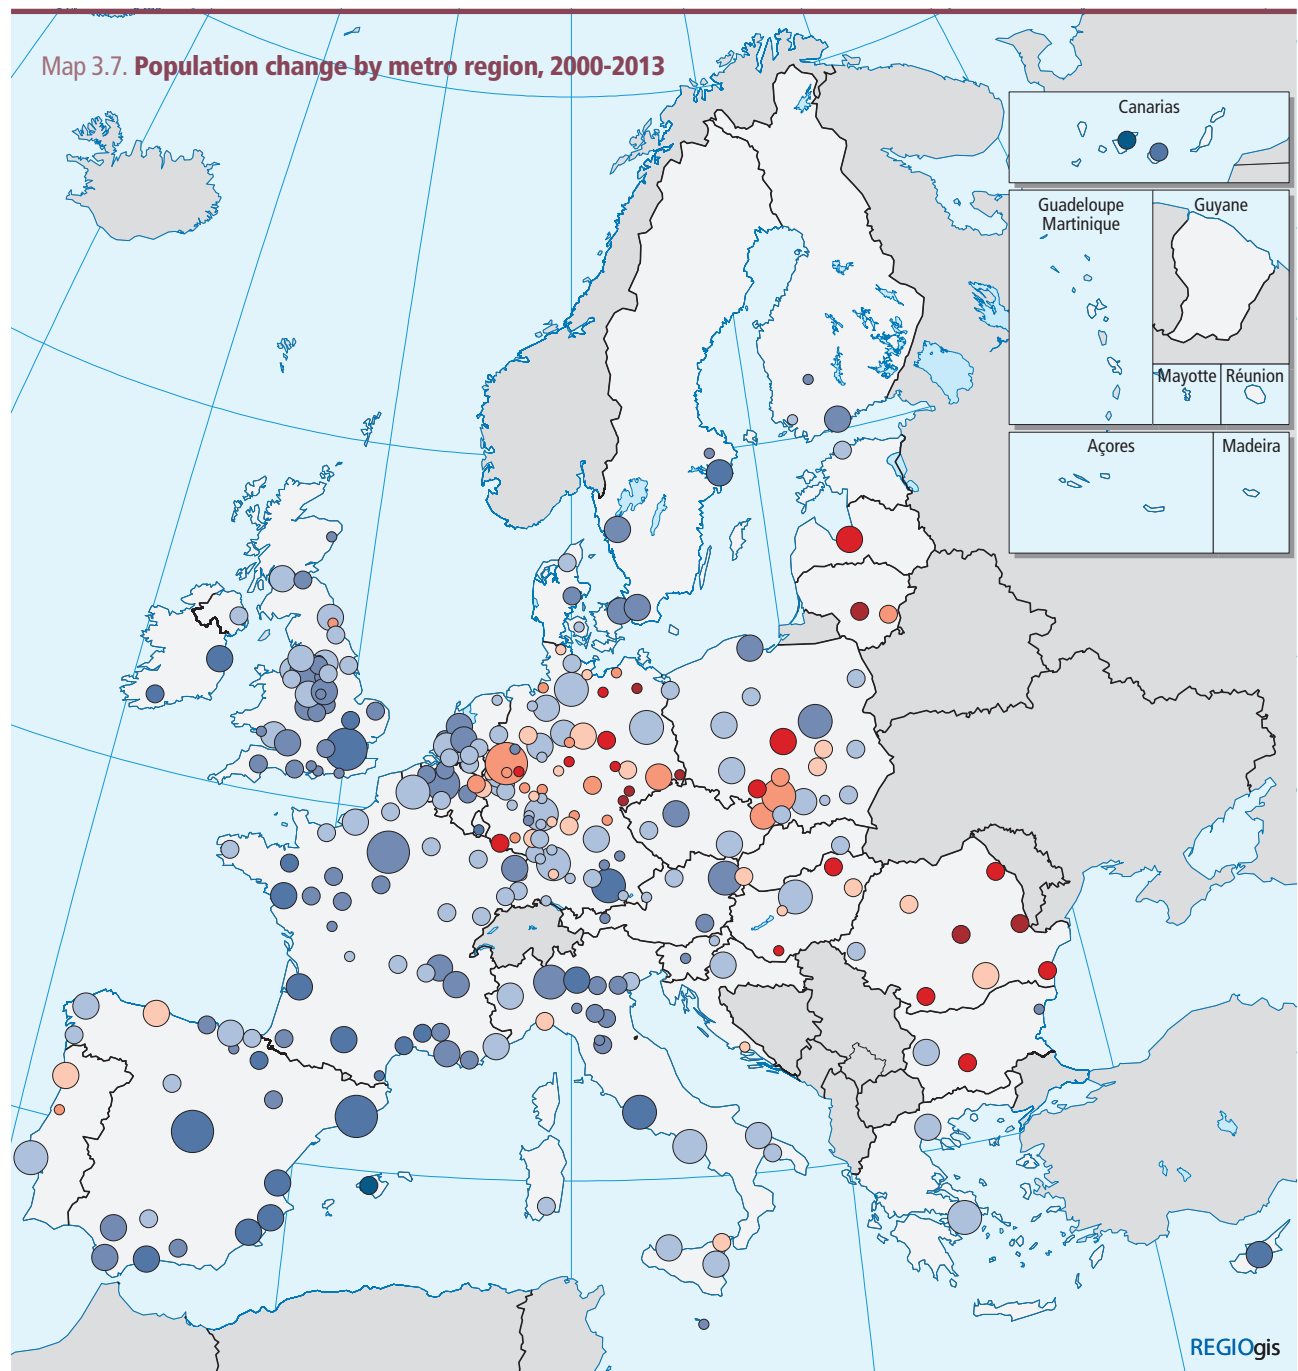 Map 3.7. Population change by metro region, 2000-2013
Canarias
Guadeloupe
Martinique
Guyane
Mayotte
Réunion
Açores
Madeira
REGIOgis